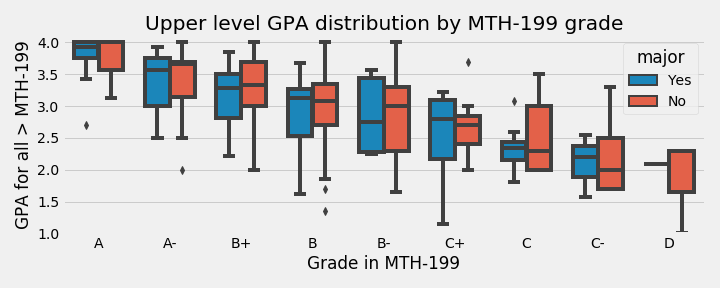 Upper level GPA distribution by MTH-199 grade
GPA for all > MTH-199
4.0
3.5
3.0
2.5
2.0
1.5
1.0
major
Yes
No
A A- B+ B B- C+ C C- D
Grade in MTH-199